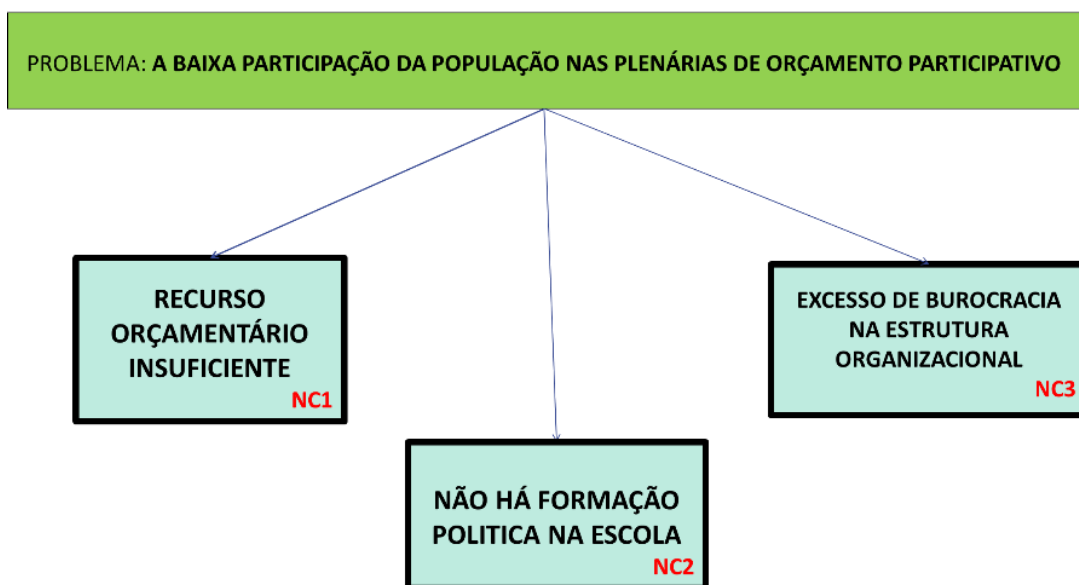 PROBLEMA: A BAIXA PARTICIPAÇÃO DA POPULAÇÃO NAS PLENÁRIAS DE ORÇAMENTO PARTICIPATIVO
RECURSO
ORÇAMENTÁRIO
INSUFICIENTE
NC1
NÃO HÁ FORMAÇÃO
POLITICA NA ESCOLA
NC2
EXCESSO DE BUROCRACIA
NA ESTRUTURA
ORGANIZACIONAL
NC3